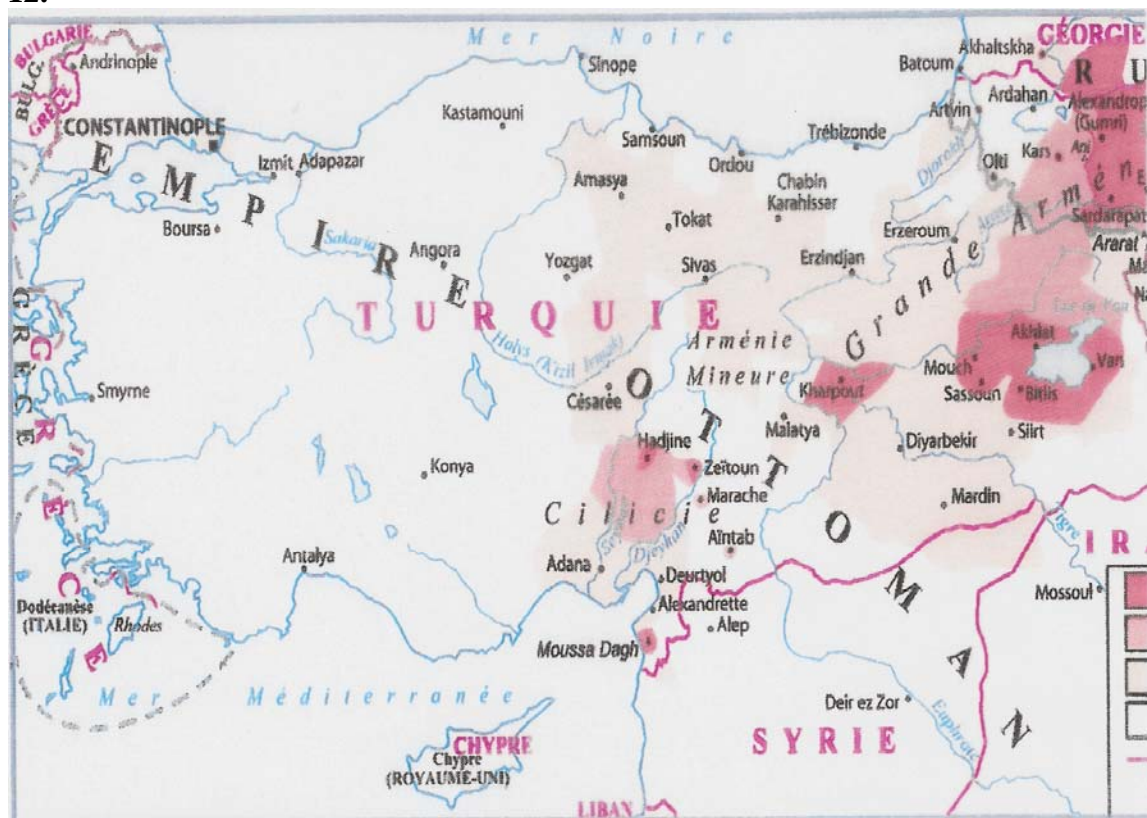 12.
BULGARIE
BULG.
GRÈCE
Andrinople
CONSTANTINOPLE
Mer Noire
Sinope
Kastamouni
Samsoun
Ordou
Trébizonde
Batoum
Akhaltskha
GÉORGIE
R U
Artvin
Ardahan
Alexandrop
(Gumri)
Ani
Kars
Olti
Djorokh
Sardarapat
Ararat
Izmit
Adapazar
Boursa
Sakaria
Angora
Amasya
Tokat
Chabin
Karahissar
Yozgat
Sivas
Erzindjan
Erzeroum
EMPIRE
OTTOMAN
TURQUIE
Halys (Kizil Irmak)
Arménie
Mineure
Grande Armén
Césarée
Kharpout
Mouch
Akhlat
Van
Sassoun
Bitlis
Siirt
Malatya
Diyarbekir
Mardin
Hadjine
Zeïtoun
Marache
Aïntab
Cilicie
Djeyhan
Adana
Deurtyol
Alexandrette
Alep
Moussa Dagh
Smyrne
Konya
Antalya
GRÈCE
GRÈCE
Dodécanèse
(ITALIE)
Rhodes
Mer Méditerranée
CHYPRE
Chypre
(ROYAUME-UNI)
LIBAN
SYRIE
Deir ez Zor
Euphrate
Tigre
Mossoul
IRA